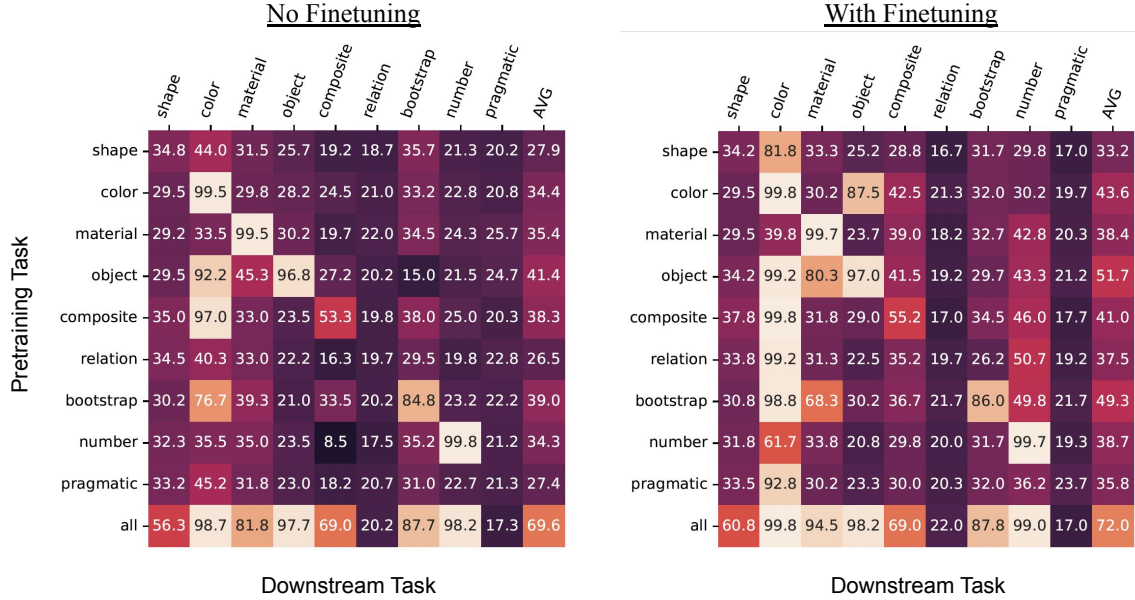 No Finetuning
With Finetuning
shape color material object composite relation bootstrap number pragmatic AVG
shape color material object composite relation bootstrap number pragmatic AVG
Pretraining Task
shape 34.8 44.0 31.5 25.7 19.2 18.7 35.7 21.3 20.2 27.9
color 29.5 99.5 29.8 28.2 24.5 21.0 33.2 22.8 20.8 34.4
material 29.2 33.5 99.5 30.2 19.7 22.0 34.5 24.3 25.7 35.4
object 29.5 92.2 45.3 96.8 27.2 20.2 15.0 21.5 24.7 41.4
composite 35.0 97.0 33.0 23.5 53.3 19.8 38.0 25.0 20.3 38.3
relation 34.5 40.3 33.0 22.2 16.3 19.7 29.5 19.8 22.8 26.5
bootstrap 30.2 76.7 39.3 21.0 33.5 20.2 84.8 23.2 22.2 39.0
number 32.3 35.5 35.0 23.5 8.5 17.5 35.2 99.8 21.2 34.3
pragmatic 33.2 45.2 31.8 23.0 18.2 20.7 31.0 22.7 21.3 27.4
all 56.3 98.7 81.8 97.7 69.0 20.2 87.7 98.2 17.3 69.6
shape 34.2 81.8 33.3 25.2 28.8 16.7 31.7 29.8 17.0 33.2
color 29.5 99.8 30.2 87.5 42.5 21.3 32.0 30.2 19.7 43.6
material 29.5 39.8 99.7 23.7 39.0 18.2 32.7 42.8 20.3 38.4
object 34.2 99.2 80.3 97.0 41.5 19.2 29.7 43.3 21.2 51.7
composite 37.8 99.8 31.8 29.0 55.2 17.0 34.5 46.0 17.7 41.0
relation 33.8 99.2 31.3 22.5 35.2 19.7 26.2 50.7 19.2 37.5
bootstrap 30.8 98.8 68.3 30.2 36.7 21.7 86.0 49.8 21.7 49.3
number 31.8 61.7 33.8 20.8 29.8 20.0 31.7 99.7 19.3 38.7
pragmatic 33.5 92.8 30.2 23.3 30.0 20.3 32.0 36.2 23.7 35.8
all 60.8 99.8 94.5 98.2 69.0 22.0 87.8 99.0 17.0 72.0
Downstream Task
Downstream Task